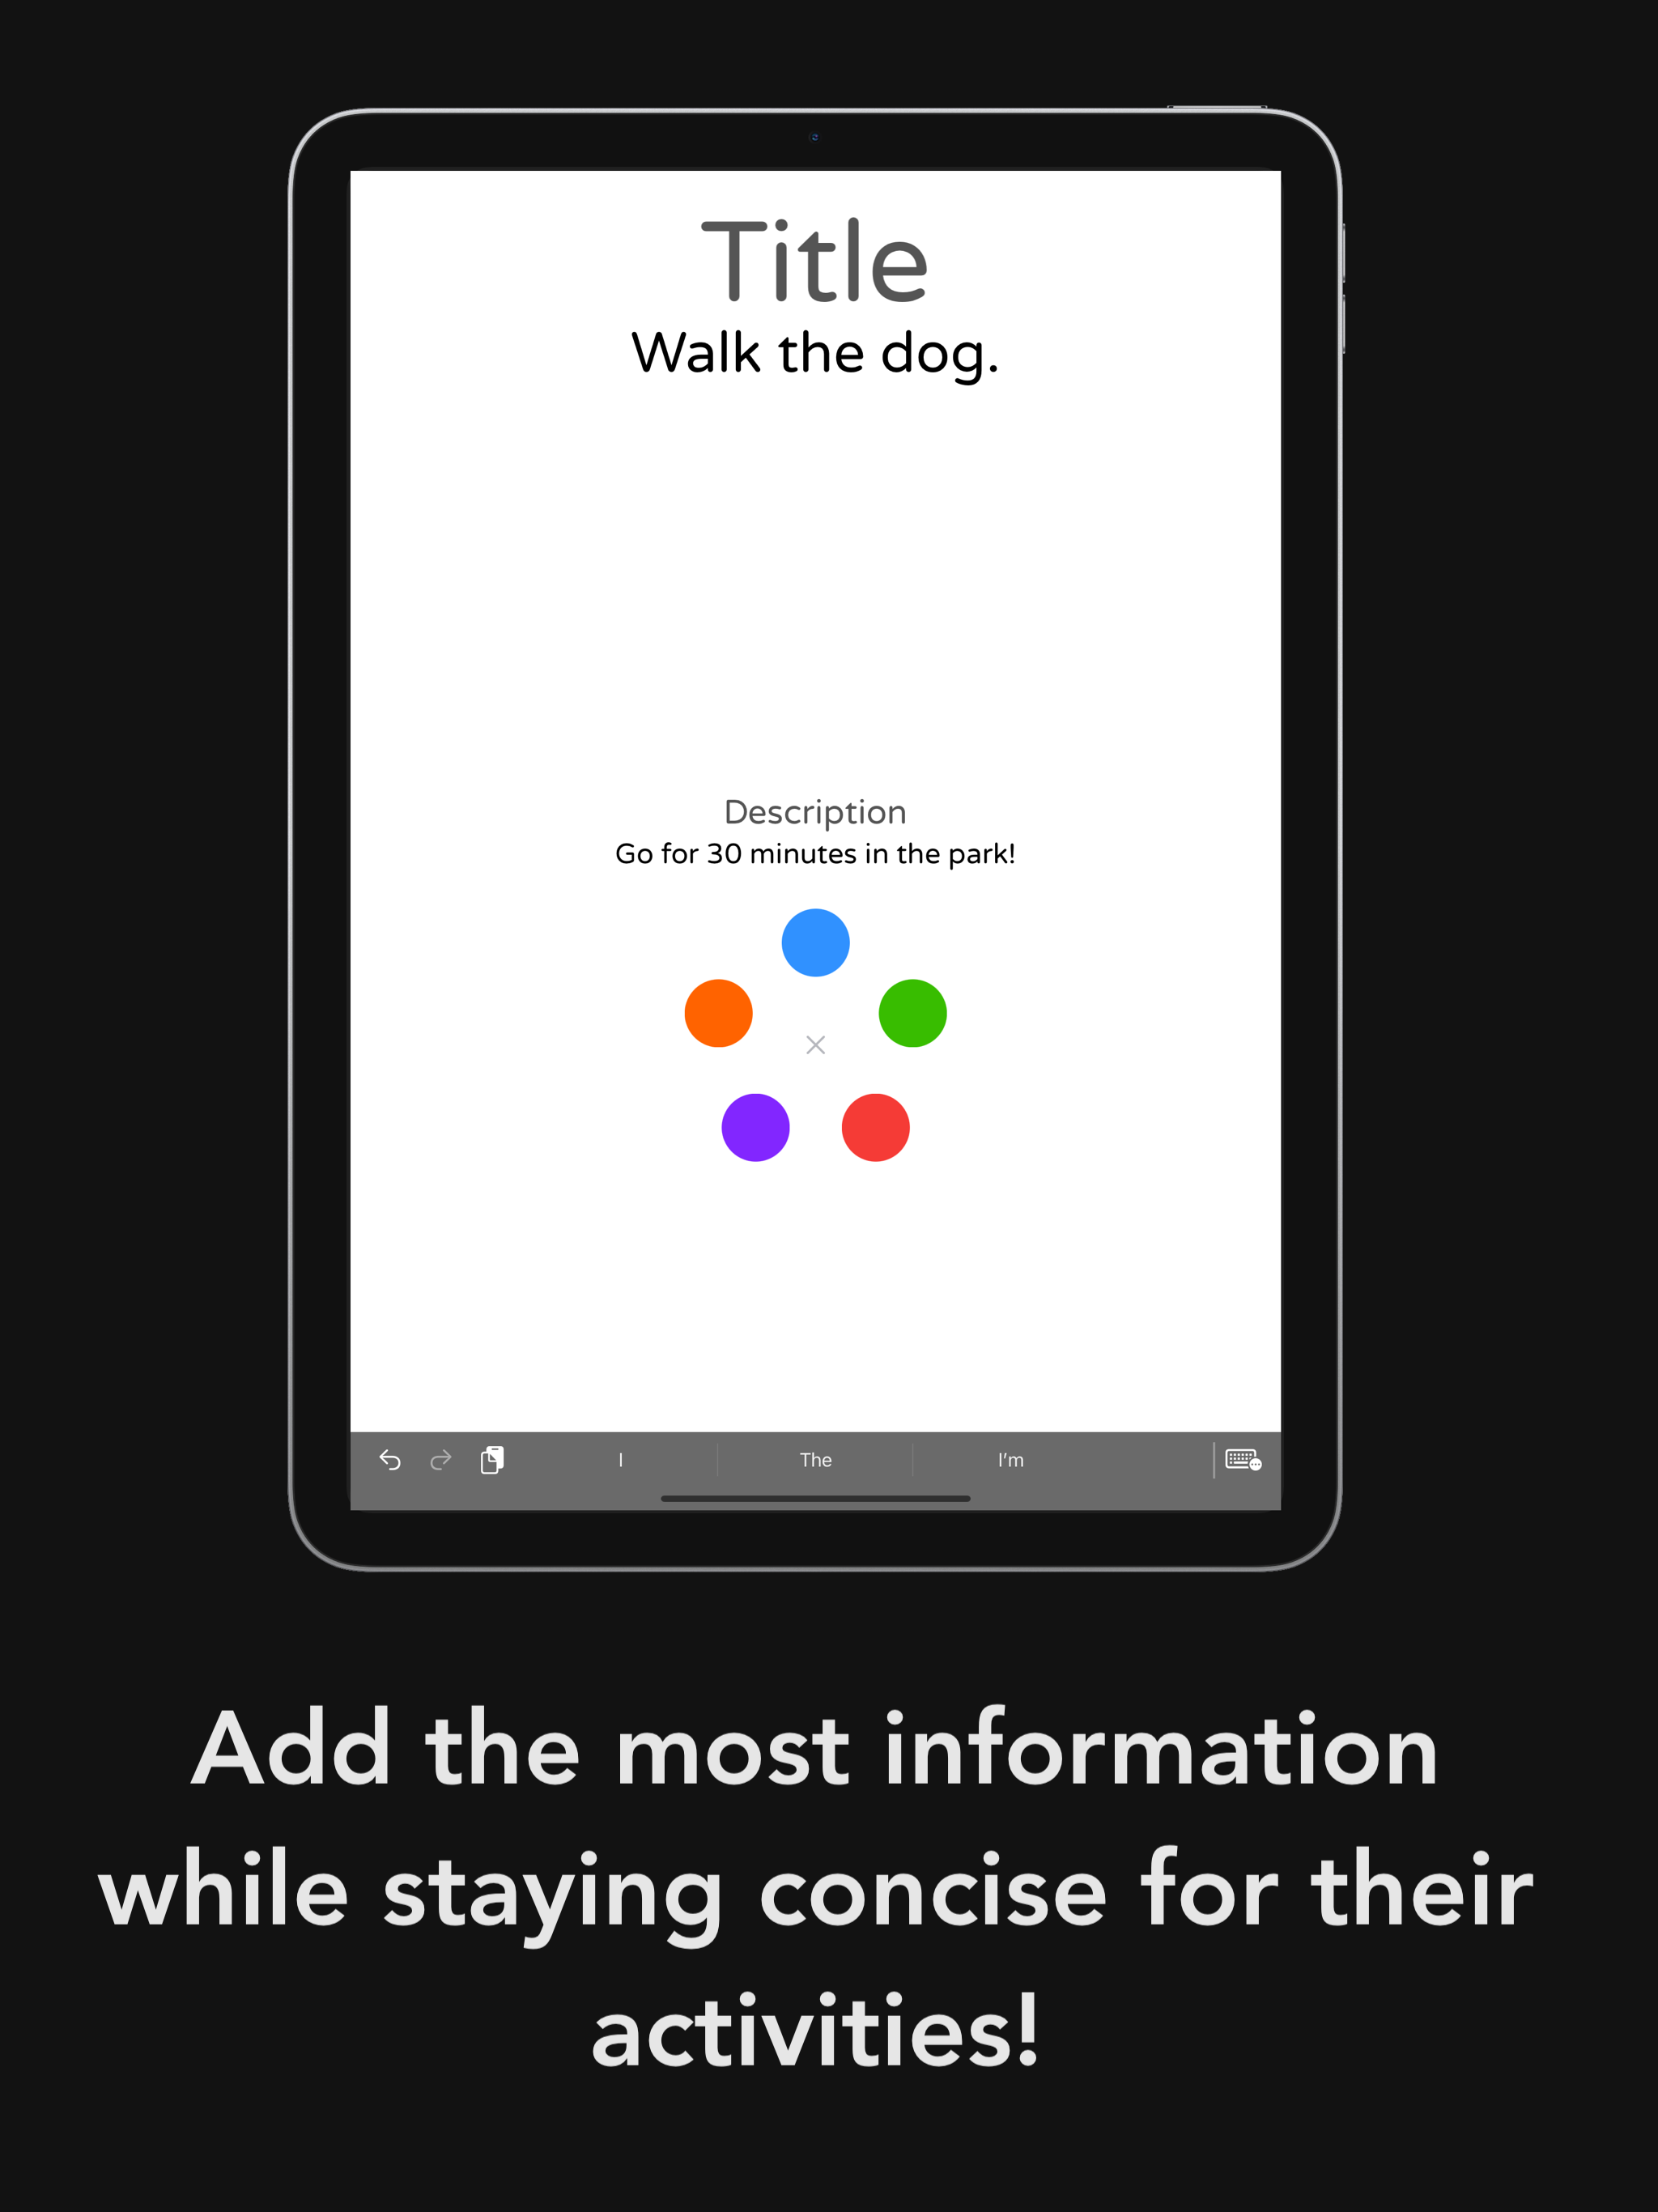 Title
Walk the dog.
Description
Go for 30 minutes in the park!
I The I'm
Add the most information
while staying concise for their
activities!